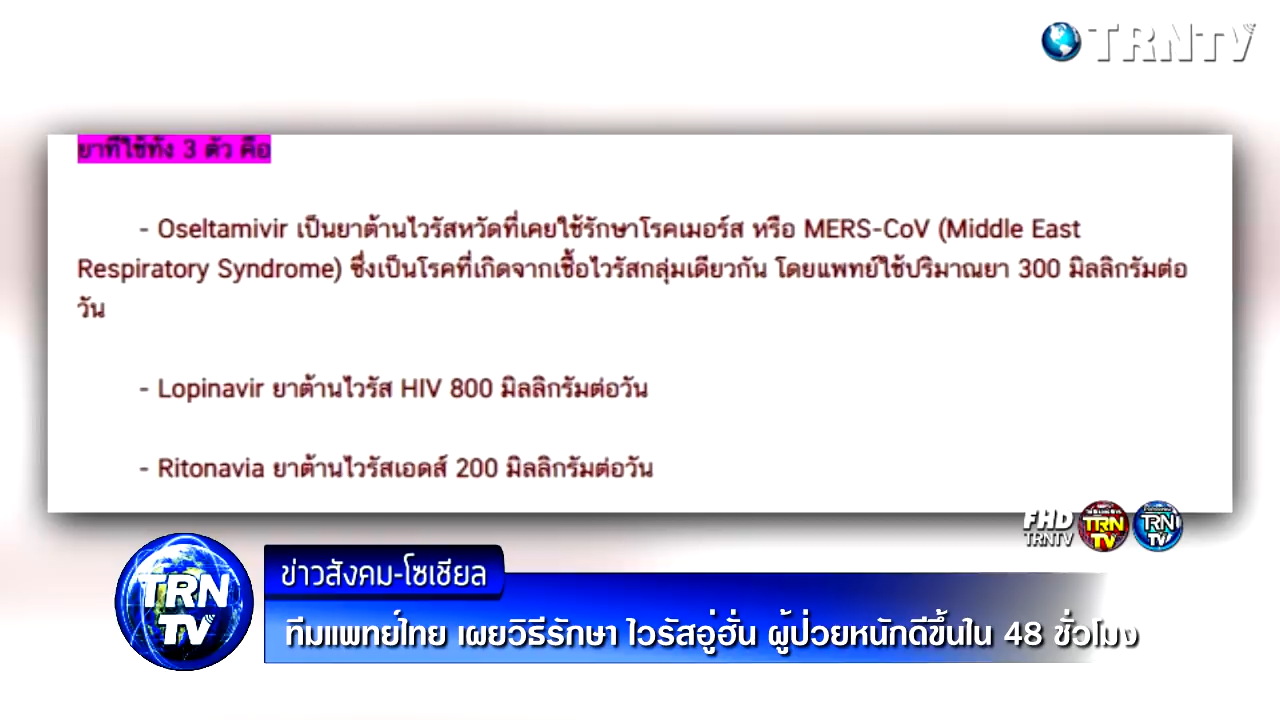 TRNTV
ยาที่ใช้ทั้ง 3 ตัว คือ
- Oseltamivir เป็นยาต้านไวรัสหวัดที่เคยใช้รักษาโรคเมอร์ส หรือ MERS-CoV (Middle East
Respiratory Syndrome) ซึ่งเป็นโรคที่เกิดจากเชื้อไวรัสกลุ่มเดียวกัน โดยแพทย์ใช้ปริมาณยา 300 มิลลิกรัมต่อ
วัน
- Lopinavir ยาต้านไวรัส HIV 800 มิลลิกรัมต่อวัน
- Ritonavia ยาต้านไวรัสเอดส์ 200 มิลลิกรัมต่อวัน
FHD
TRNTV
TRN
TV
TRN
TV
TRN
TV
ข่าวสังคม-โซเชียล
ทีมแพทย์ไทย เผยวิธีรักษา ไวรัสอู่ฮั่น ผู้ป่วยหนักดีขึ้นใน 48 ชั่วโมง